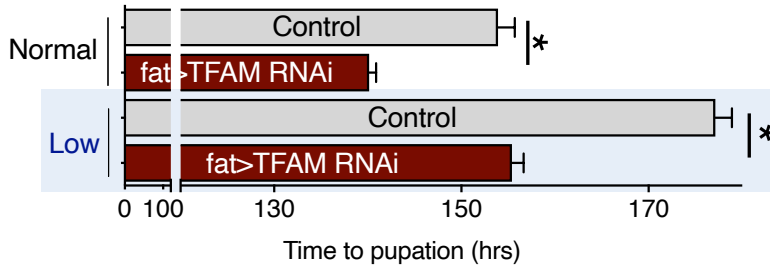 Normal
Control
*
fat>TFAM RNAi
Low
Control
*
fat>TFAM RNAi
0 100 130 150 170
Time to pupation (hrs)